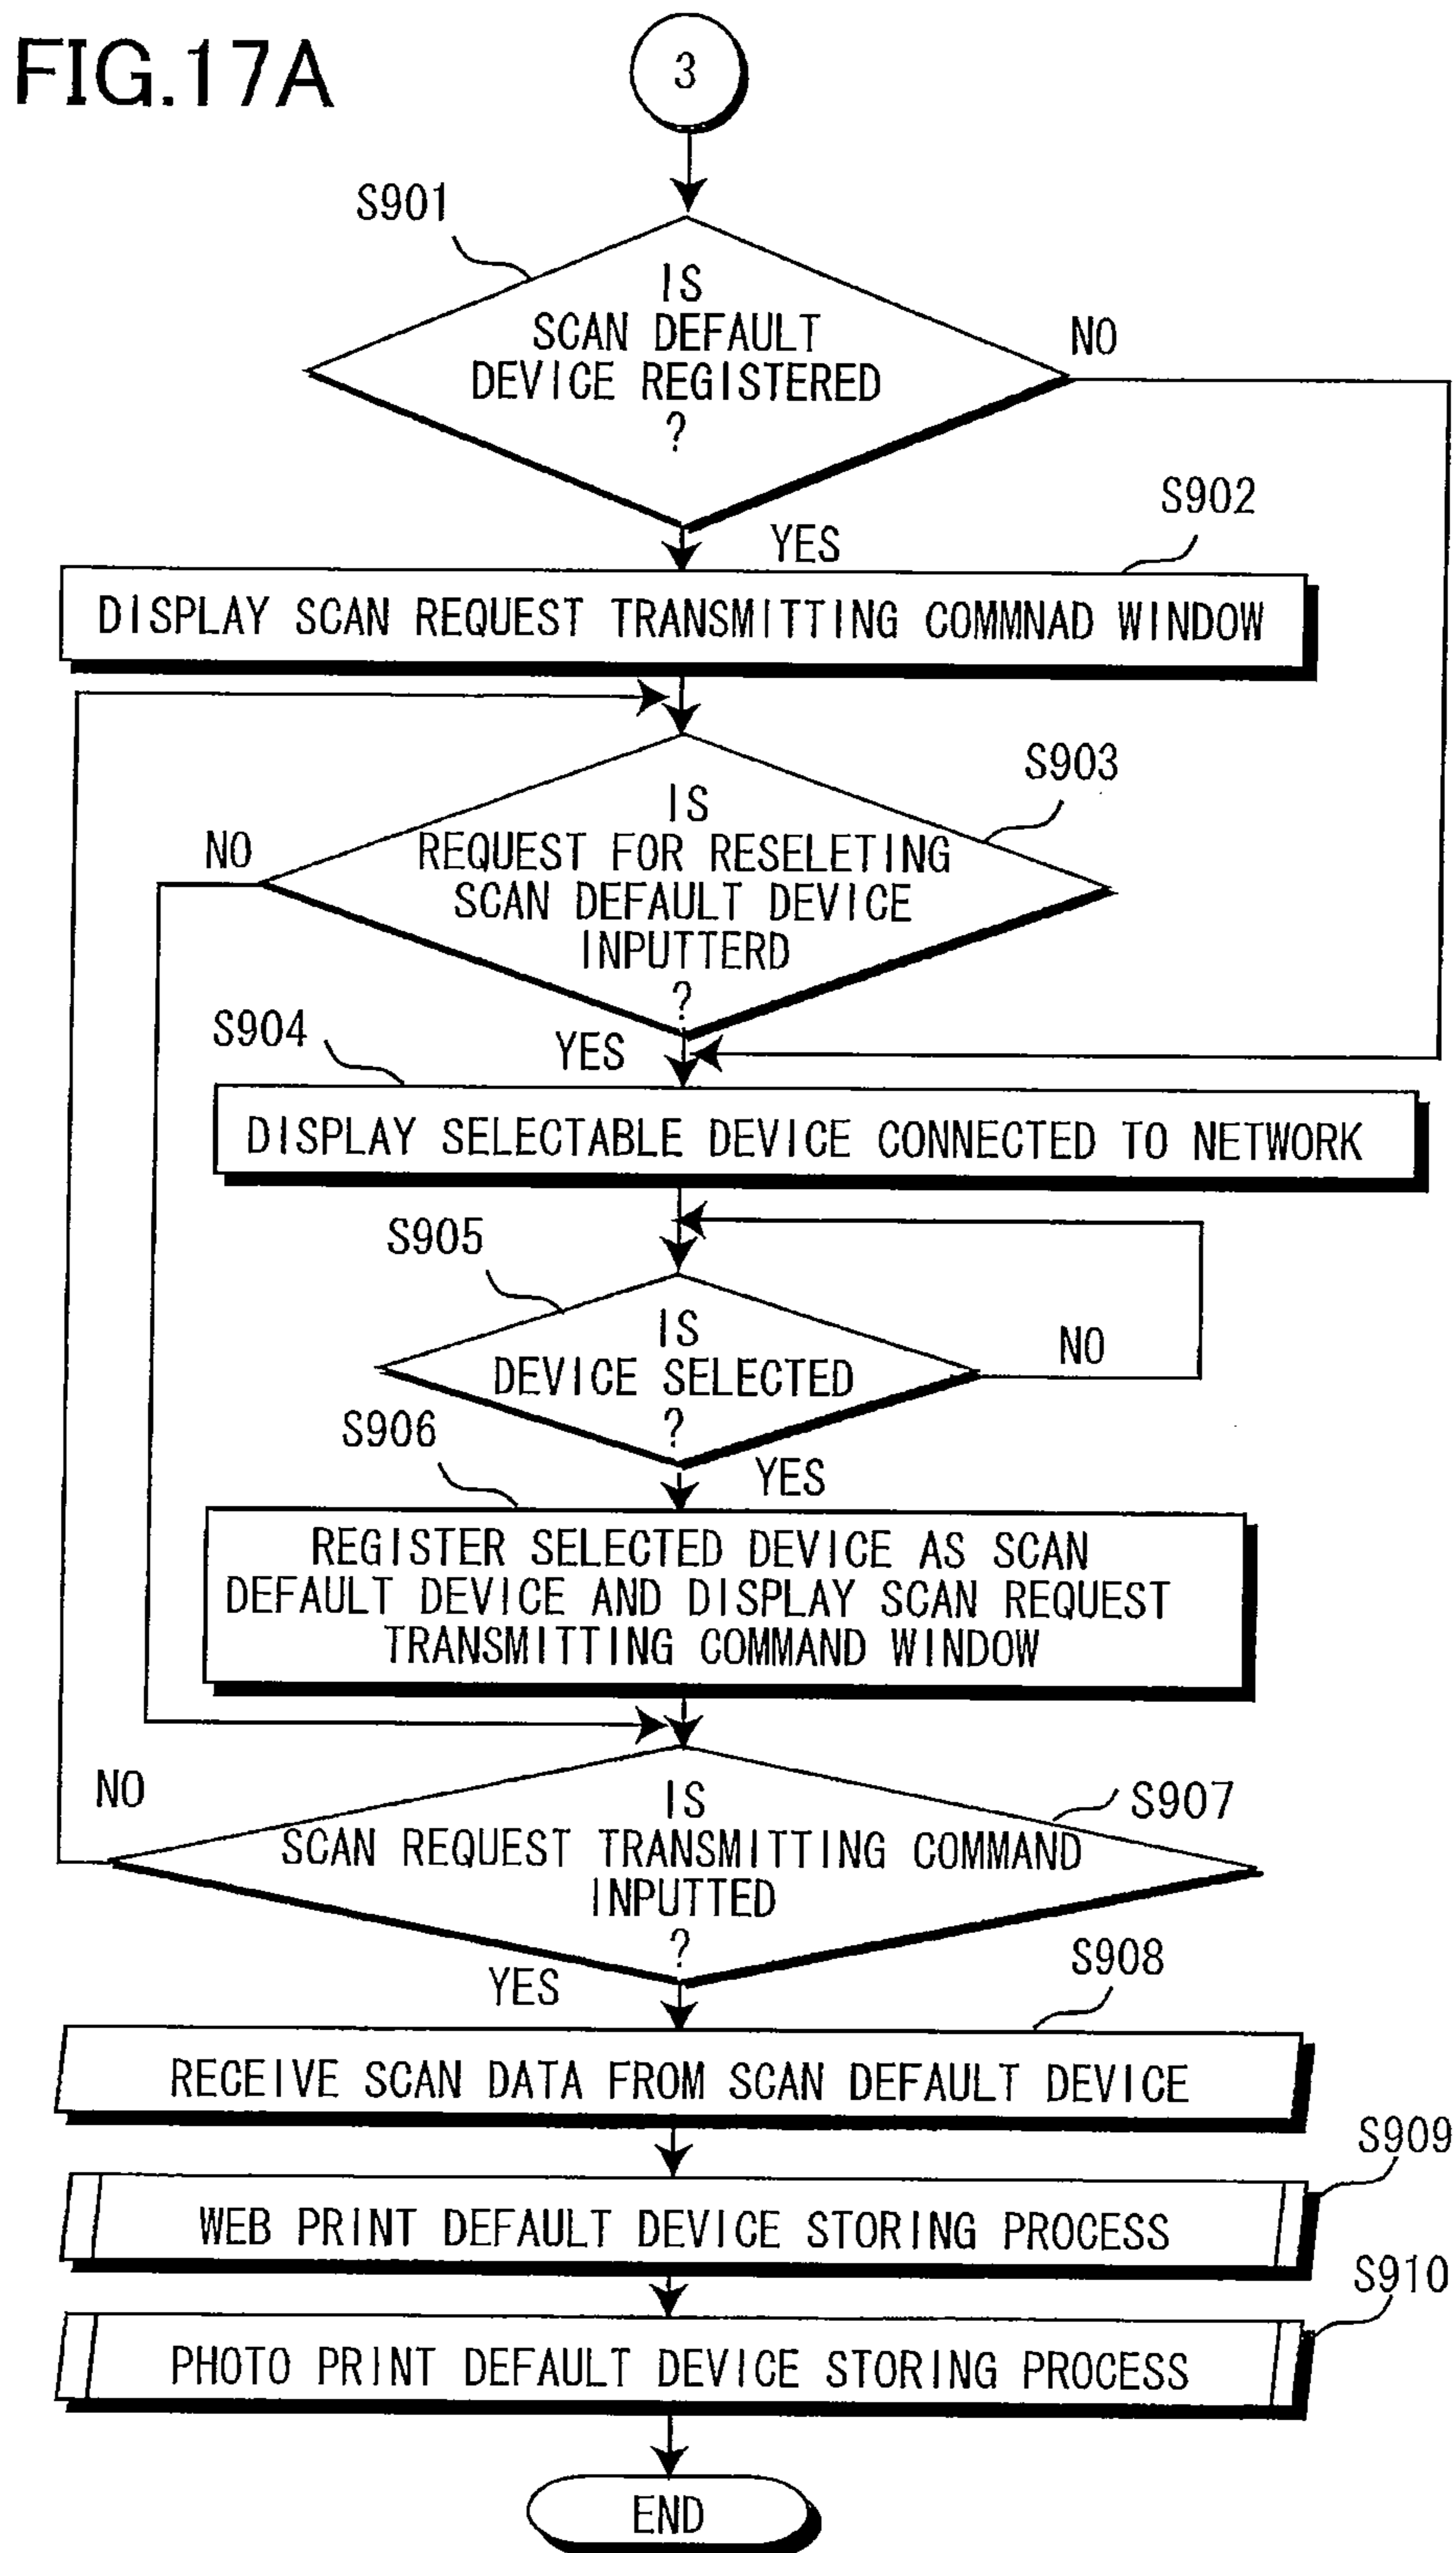 FIG.17A
3
S901
IS
SCAN DEFAULT
DEVICE REGISTERED
?
NO
YES
S902
DISPLAY SCAN REQUEST TRANSMITTING COMMNAD WINDOW
S903
IS
REQUEST FOR RESELETING
SCAN DEFAULT DEVICE
INPUTTERD
?
NO
YES
S904
DISPLAY SELECTABLE DEVICE CONNECTED TO NETWORK
S905
IS
DEVICE SELECTED
?
NO
YES
S906
REGISTER SELECTED DEVICE AS SCAN
DEFAULT DEVICE AND DISPLAY SCAN REQUEST
TRANSMITTING COMMAND WINDOW
NO
S907
IS
SCAN REQUEST TRANSMITTING COMMAND
INPUTTED
?
YES
S908
RECEIVE SCAN DATA FROM SCAN DEFAULT DEVICE
S909
WEB PRINT DEFAULT DEVICE STORING PROCESS
S910
PHOTO PRINT DEFAULT DEVICE STORING PROCESS
END